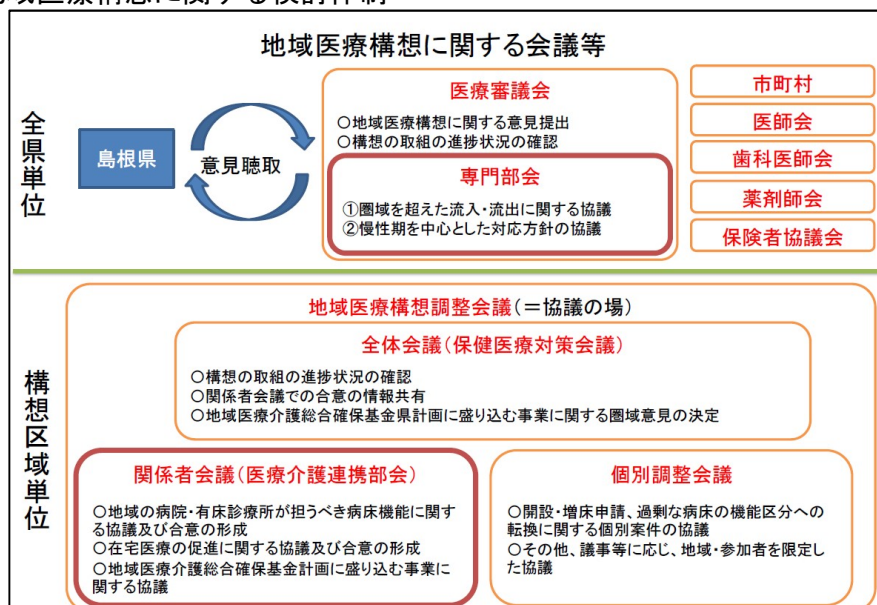 地域医療構想に関する会議等
全県単位
島根県
意見聴取
医療審議会
○地域医療構想に関する意見提出
○構想の取組の進捗状況の確認
専門部会
①圏域を超えた流入・流出に関する協議
②慢性期を中心とした対応方針の協議
市町村
医師会
歯科医師会
薬剤師会
保険者協議会
構想区域単位
地域医療構想調整会議(=協議の場)
全体会議(保健医療対策会議)
○構想の取組の進捗状況の確認
○関係者会議での合意の情報共有
○地域医療介護総合確保基金県計画に盛り込む事業に関する圏域意見の決定
関係者会議(医療介護連携部会)
○地域の病院・有床診療所が担うべき病床機能に関す
る協議及び合意の形成
○在宅医療の促進に関する協議及び合意の形成
○地域医療介護総合確保基金計画に盛り込む事業
に関する協議
個別調整会議
○開設・増床申請、過剰な病床の機能区分への
転換に関する個別案件の協議
○その他、議事等に応じ、地域・参加者を限定し
た協議